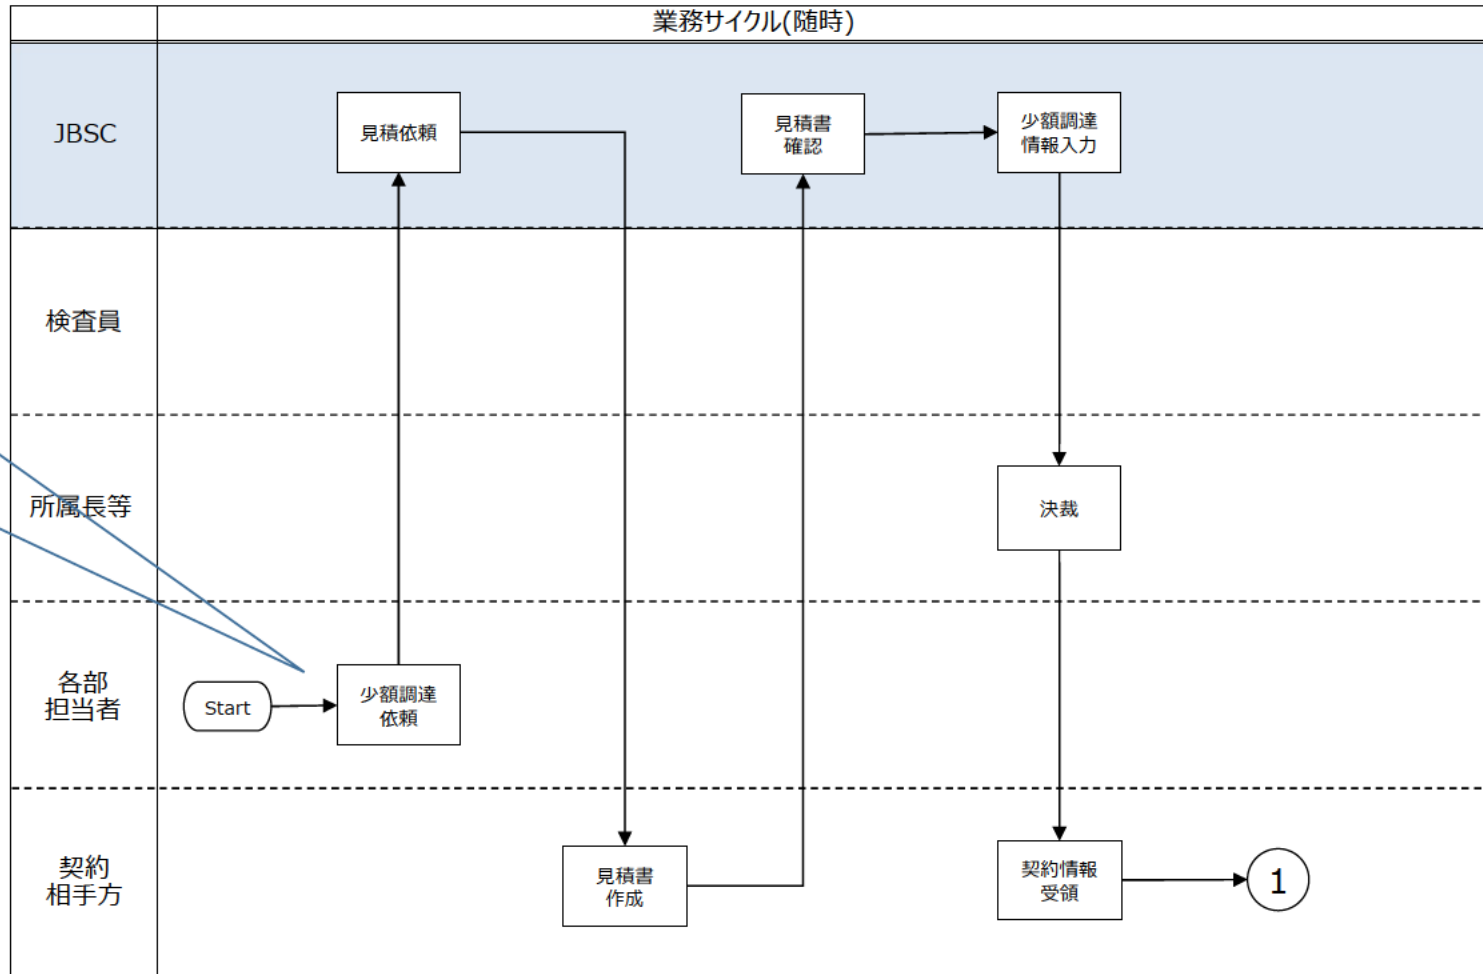 業務サイクル(随時)
JBSC
見積依頼
見積書
確認
少額調達
情報入力
検査員
所属長等
決裁
各部
担当者
Start
少額調達
依頼
契約
相手方
見積書
作成
契約情報
受領
1